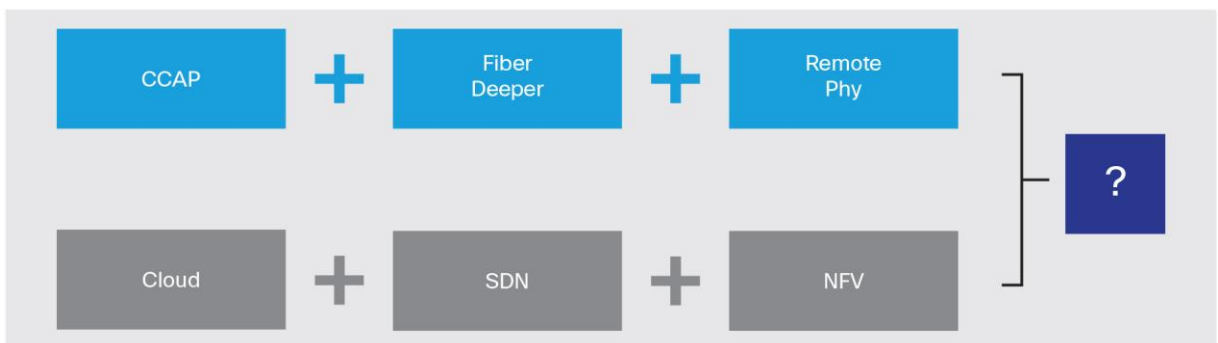 CCAP
Fiber
Deeper
Remote
Phy
?
Cloud
SDN
NFV